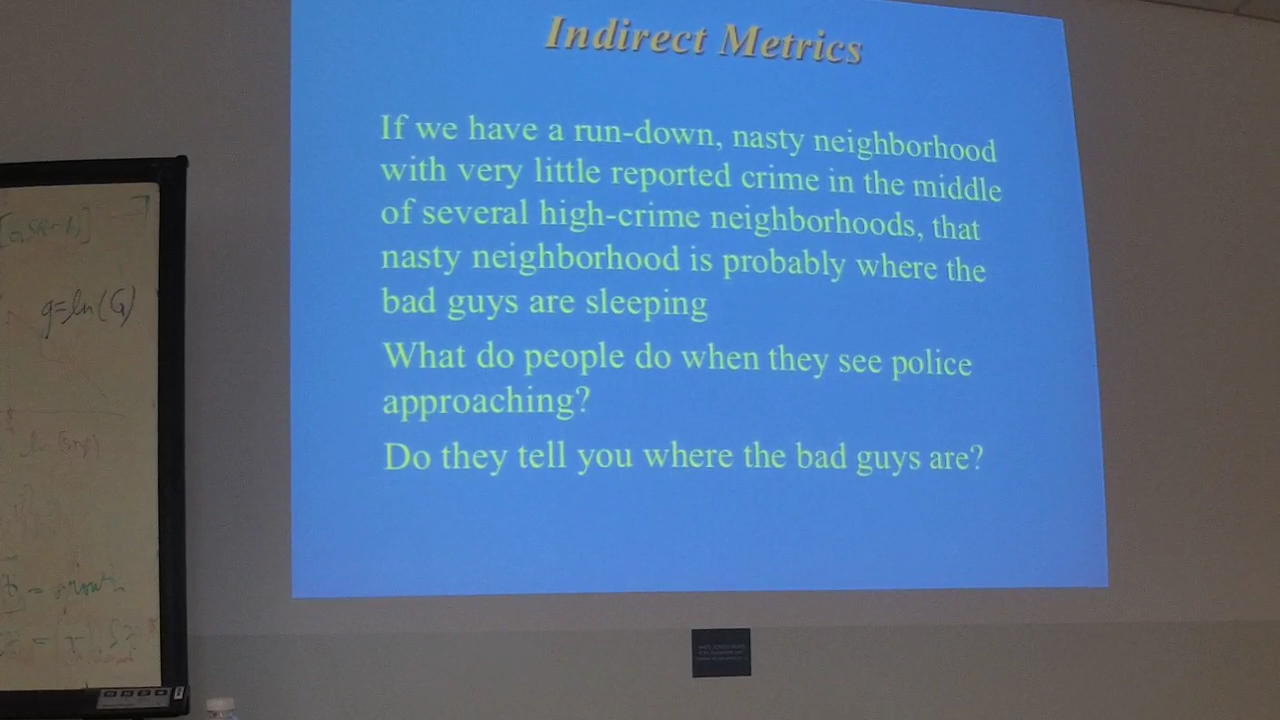 Indirect Metrics
If we have a run-down, nasty neighborhood
with very little reported crime in the middle
of several high-crime neighborhoods, that
nasty neighborhood is probably where the
bad guys are sleeping
What do people do when they see police
approaching?
Do they tell you where the bad guys are?
g=ln(G)